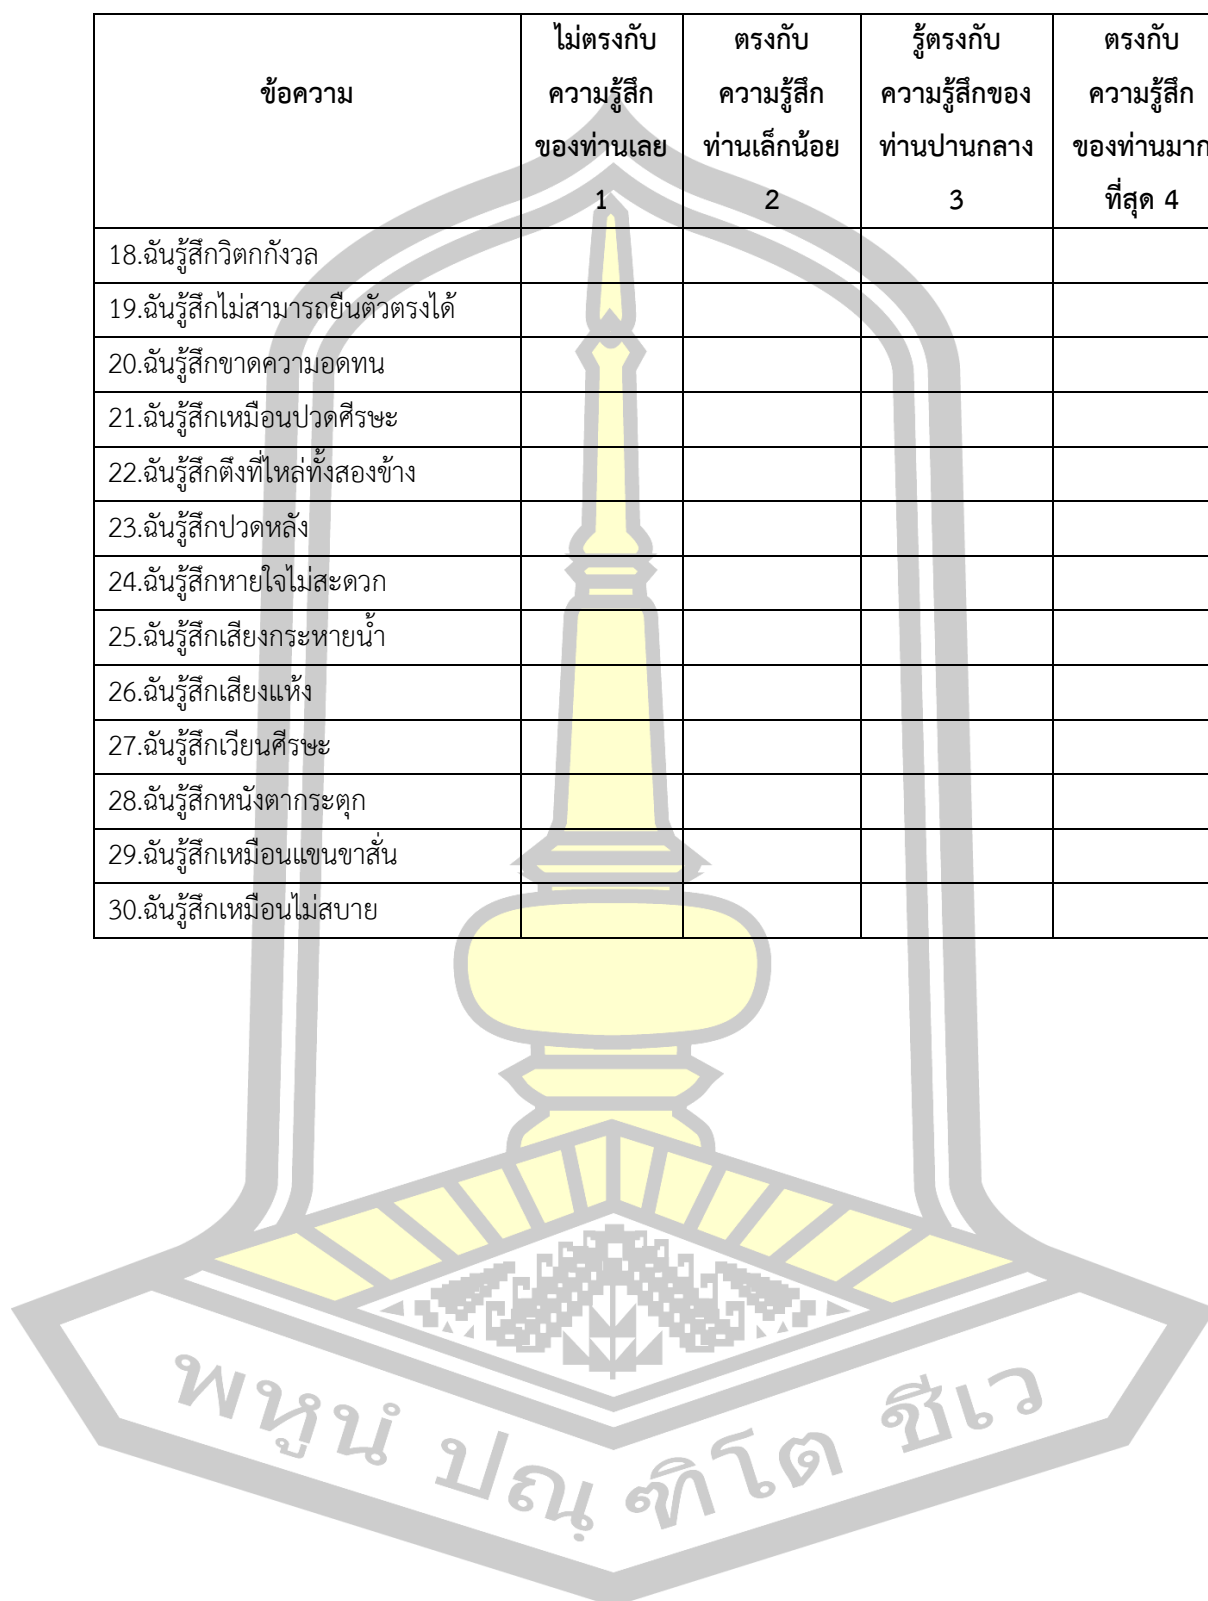 ข้อความ
ไม่ตรงกับ
ความรู้สึก
ของท่านเลย
1
ตรงกับ
ความรู้สึก
ท่านเล็กน้อย
2
รู้ตรงกับ
ความรู้สึกของ
ท่านปานกลาง
3
ตรงกับ
ความรู้สึก
ของท่านมาก
ที่สุด 4
18.ฉันรู้สึกวิตกกังวล
19.ฉันรู้สึกไม่สามารถยืนตัวตรงได้
20.ฉันรู้สึกขาดความอดทน
21.ฉันรู้สึกเหมือนปวดศีรษะ
22.ฉันรู้สึกตึงที่ไหล่ทั้งสองข้าง
23.ฉันรู้สึกปวดหลัง
24.ฉันรู้สึกหายใจไม่สะดวก
25.ฉันรู้สึกเสียงกระหายน้ำ
26.ฉันรู้สึกเสียงแห้ง
27.ฉันรู้สึกเวียนศีรษะ
28.ฉันรู้สึกหนังตากระตุก
29.ฉันรู้สึกเหมือนแขนขาสั่น
30.ฉันรู้สึกเหมือนไม่สบาย
พหูนํ ปณฺฑิโต ชีเว